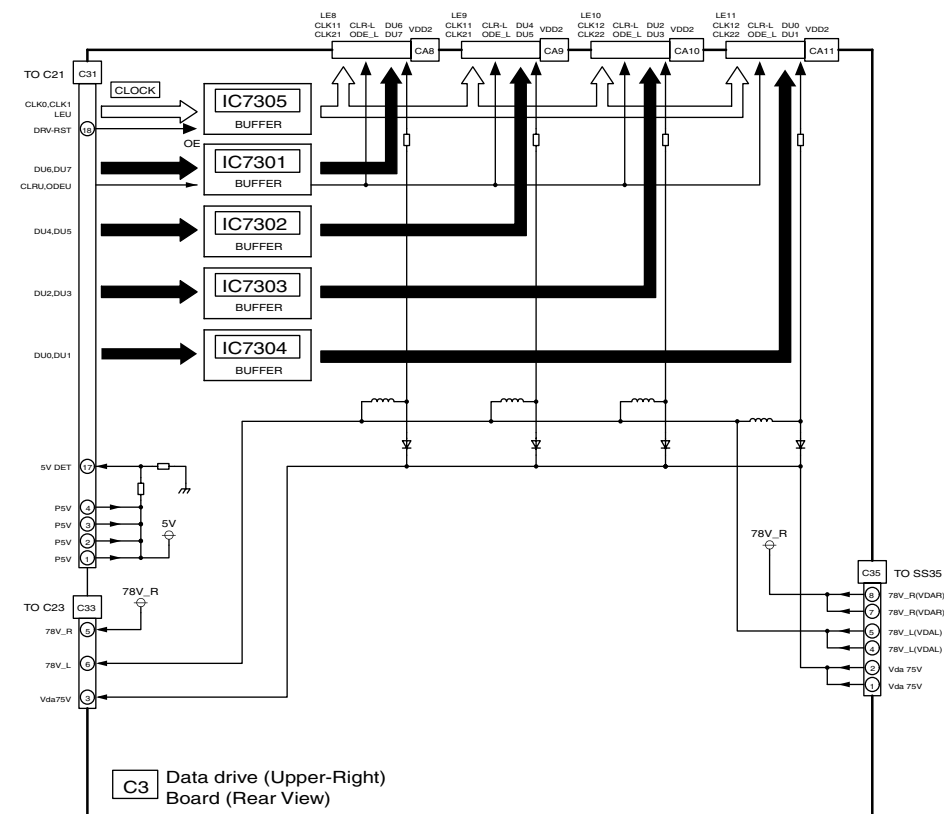 LE8
CLK11
CLK21
CLR-L
ODE_L
DU6
DU7
VDD2
CA8
LE9
CLK11
CLK21
CLR-L
ODE_L
DU4
DU5
VDD2
CA9
LE10
CLK12
CLK22
CLR-L
ODE_L
DU2
DU3
VDD2
CA10
LE11
CLK12
CLK22
CLR-L
ODE_L
DU0
DU1
VDD2
CA11
TO C21
C31
CLOCK
CLK0,CLK1
LEU
DRV-RST
18
IC7305
BUFFER
OE
DU6,DU7
IC7301
BUFFER
CLRU,ODEU
DU4,DU5
IC7302
BUFFER
DU2,DU3
IC7303
BUFFER
DU0,DU1
IC7304
BUFFER
5V DET
17
P5V
4
P5V
3
P5V
2
P5V
1
5V
78V_R
TO C23
C33
78V_R
5
78V_L
6
Vda75V
3
78V_R
C35
TO SS35
8
78V_R(VDAR)
7
78V_R(VDAR)
5
78V_L(VDAL)
4
78V_L(VDAL)
2
Vda 75V
1
Vda 75V
C3
Data drive (Upper-Right)
Board (Rear View)